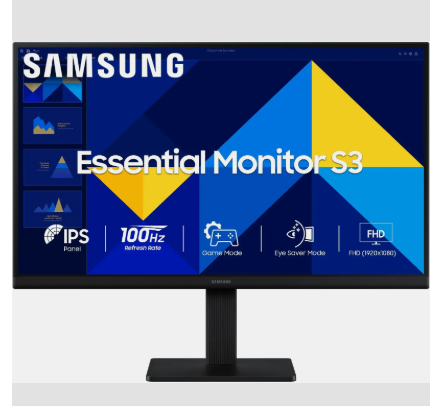 SAMSUNG
Essential Monitor S3
IPS
Panel
100Hz
Refresh Rate
Game Mode
Eye Saver Mode
FHD
FHD (1920x1080)
SAMSUNG